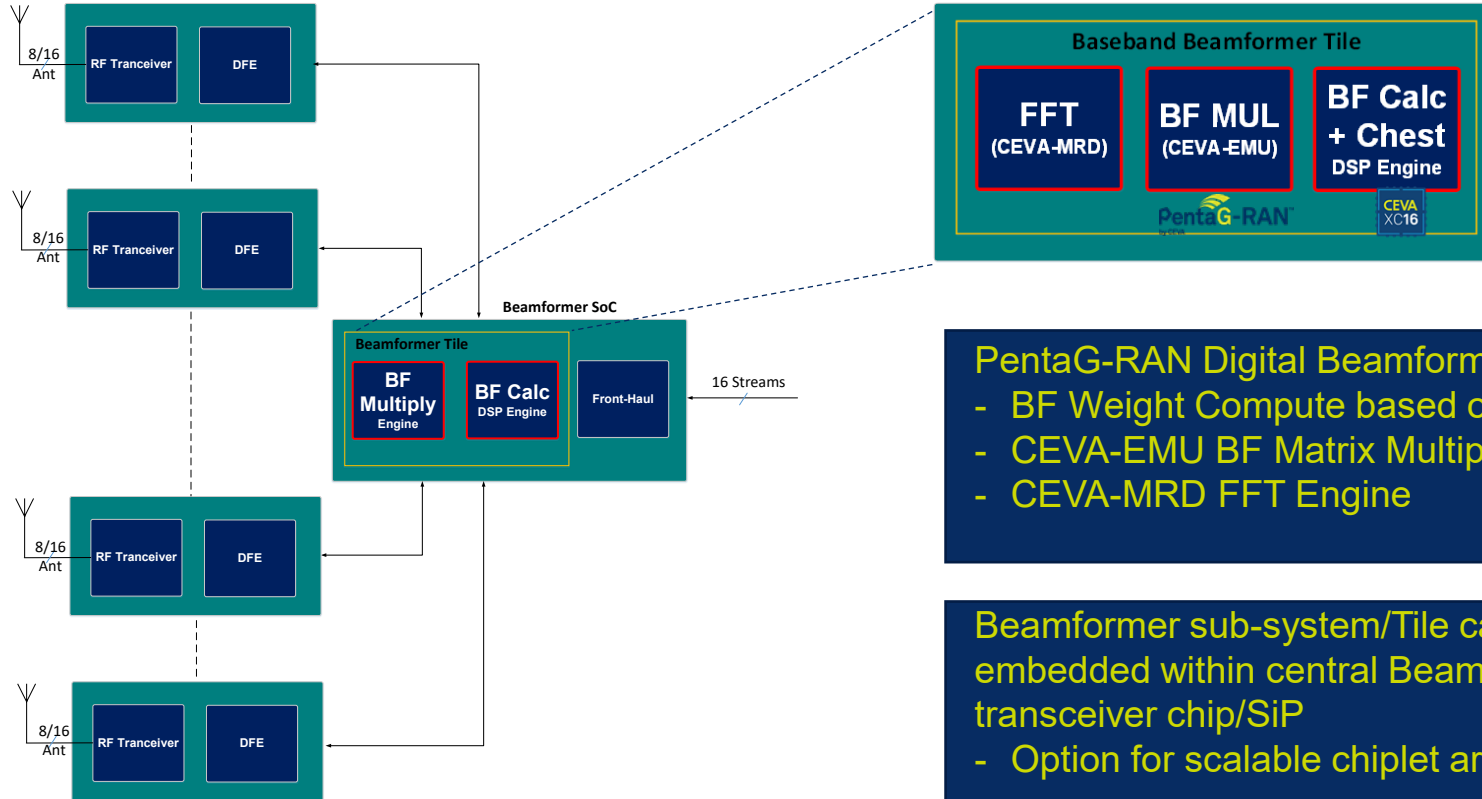 8/16
Ant
RF Tranceiver
DFE
8/16
Ant
RF Tranceiver
DFE
Beamformer SoC
Beamformer Tile
BF
Multiply
Engine
BF Calc
DSP Engine
Front-Haul
16 Streams
8/16
Ant
RF Tranceiver
DFE
8/16
Ant
RF Tranceiver
DFE
Baseband Beamformer Tile
FFT
(CEVA-MRD)
BF MUL
(CEVA-EMU)
BF Calc
+ Chest
DSP Engine
PentaG-RAN™
by CEVA
CEVA
XC16
PentaG-RAN Digital Beamform
- BF Weight Compute based o
- CEVA-EMU BF Matrix Multip
- CEVA-MRD FFT Engine
Beamformer sub-system/Tile ca
embedded within central Beam
transceiver chip/SiP
- Option for scalable chiplet ar